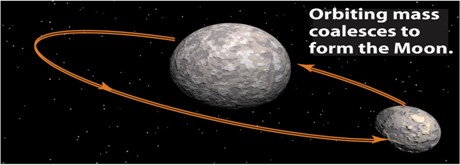 Orbiting mass
coalesces to
form the Moon.